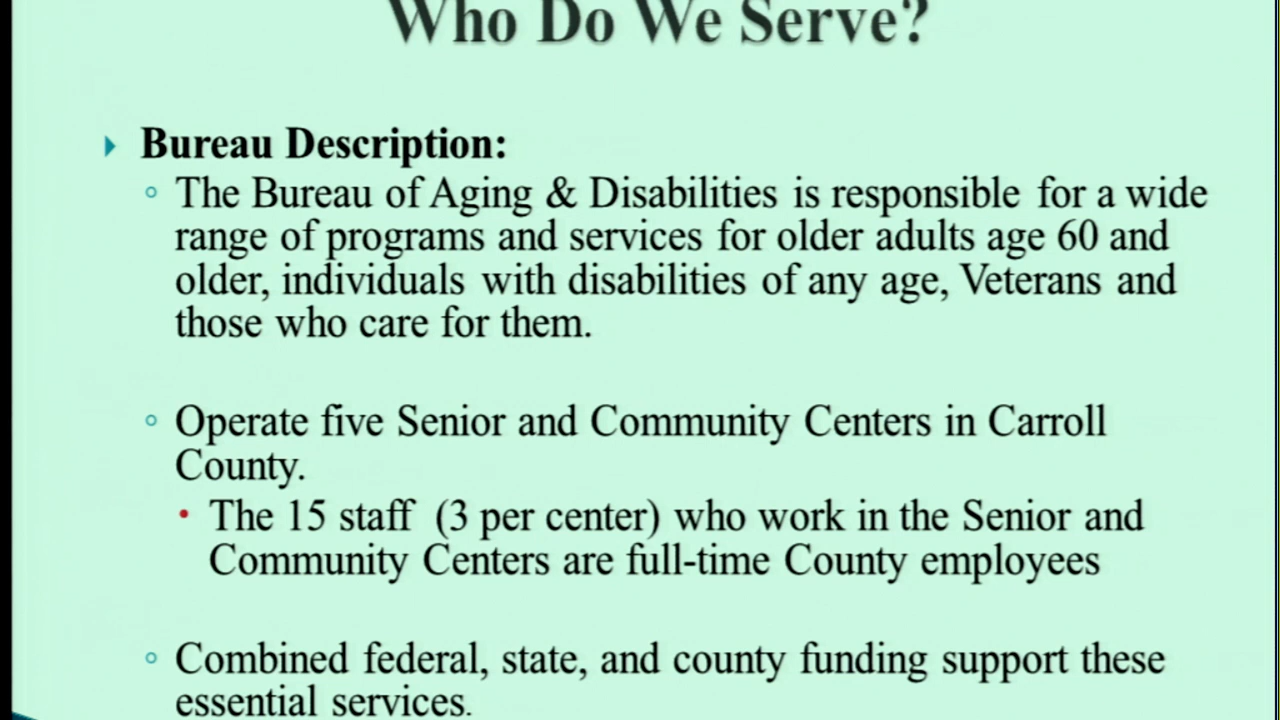 Who Do We Serve?
Bureau Description:
The Bureau of Aging & Disabilities is responsible for a wide
range of programs and services for older adults age 60 and
older, individuals with disabilities of any age, Veterans and
those who care for them.
Operate five Senior and Community Centers in Carroll
County.
The 15 staff (3 per center) who work in the Senior and
Community Centers are full-time County employees
Combined federal, state, and county funding support these
essential services.